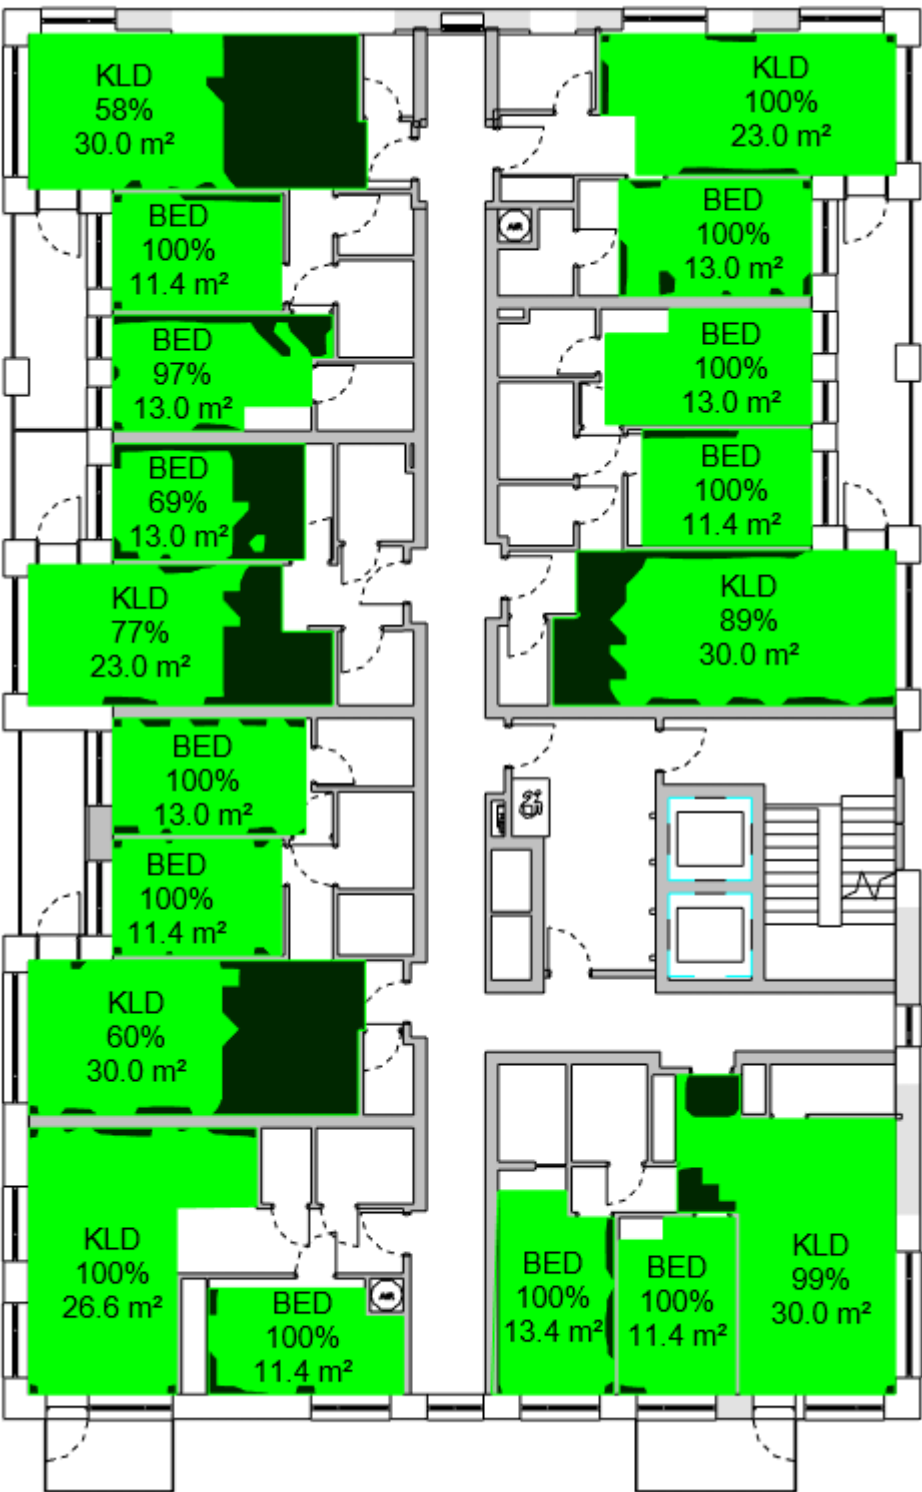 KLD
58%
30.0 m²
KLD
100%
23.0 m²
BED
100%
11.4 m²
BED
100%
13.0 m²
BED
97%
13.0 m²
BED
100%
13.0 m²
BED
69%
13.0 m²
BED
100%
11.4 m²
KLD
77%
23.0 m²
KLD
89%
30.0 m²
BED
100%
13.0 m²
BED
100%
11.4 m²
KLD
60%
30.0 m²
KLD
100%
26.6 m²
BED
100%
11.4 m²
BED
100%
13.4 m²
BED
100%
11.4 m²
KLD
99%
30.0 m²